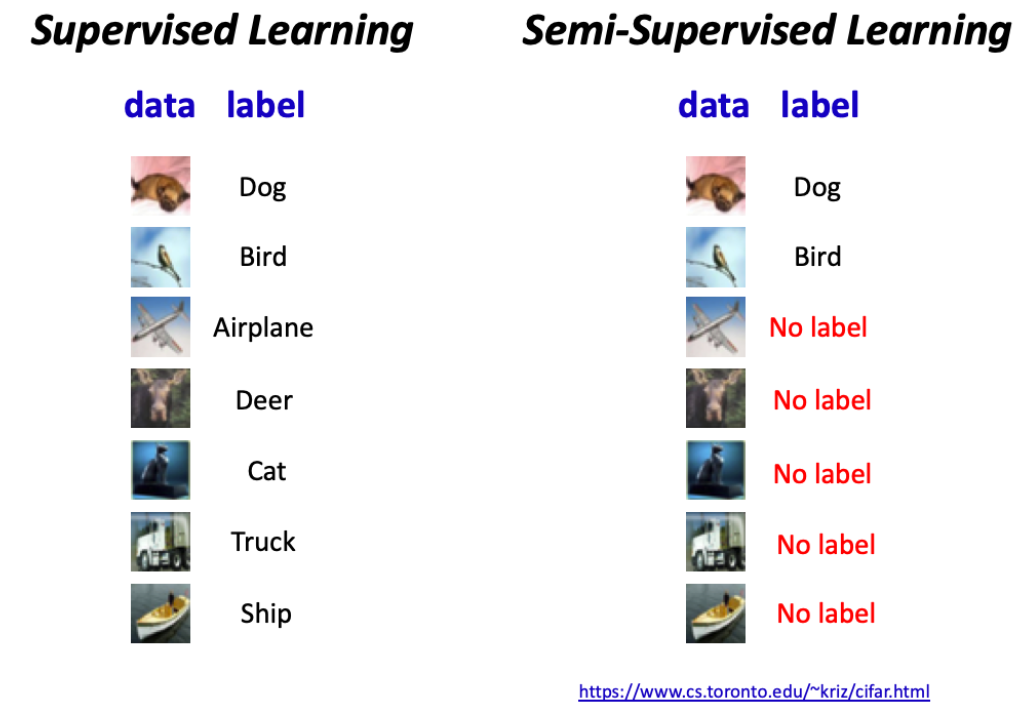 Supervised Learning
data label
Dog
Bird
Airplane
Deer
Cat
Truck
Ship
Semi-Supervised Learning
data label
Dog
Bird
No label
No label
No label
No label
No label
https://www.cs.toronto.edu/~kriz/cifar.html